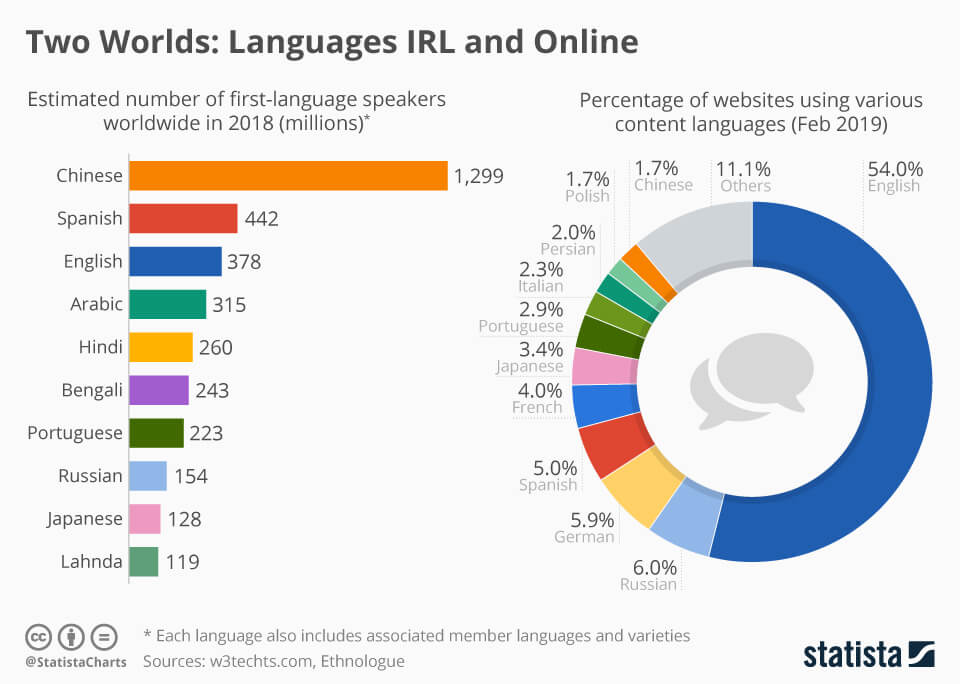 Two Worlds: Languages IRL and Online
Estimated number of first-language speakers
worldwide in 2018 (millions)*
Chinese 1,299
Spanish 442
English 378
Arabic 315
Hindi 260
Bengali 243
Portuguese 223
Russian 154
Japanese 128
Lahnda 119
Percentage of websites using various
content languages (Feb 2019)
54.0%
English
6.0%
Russian
5.9%
German
5.0%
Spanish
4.0%
French
3.4%
Japanese
2.9%
Portuguese
2.3%
Italian
2.0%
Persian
1.7%
Polish
1.7%
Chinese
11.1%
Others
cc
@StatistaCharts
* Each language also includes associated member languages and varieties
Sources: w3techts.com, Ethnologue
statista